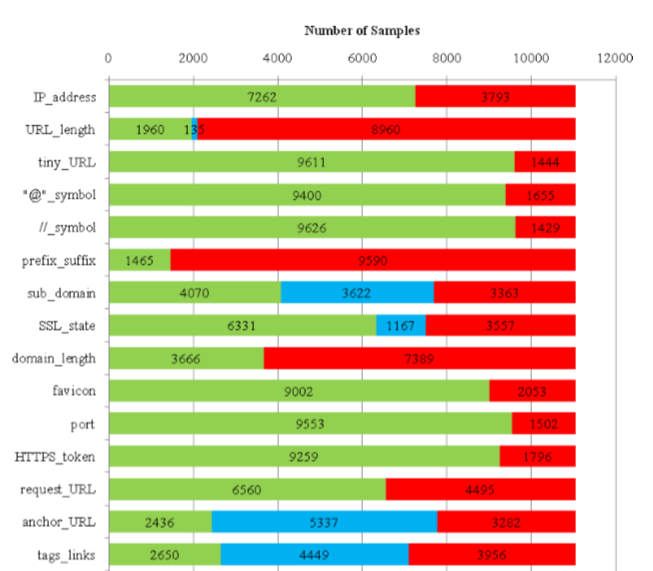 Number of Samples
0 2000 4000 6000 8000 10000 12000
IP_address 7262 3793
URL_length 1960 135 8960
tiny_URL 9611 1444
"@"_symbol 9400 1655
//_symbol 9626 1429
prefix_suffix 1465 9590
sub_domain 4070 3622 3363
SSL_state 6331 1167 3557
domain_length 3666 7389
favicon 9002 2053
port 9553 1502
HTTPS_token 9259 1796
request_URL 6560 4495
anchor_URL 2436 5337 3282
tags_links 2650 4449 3956